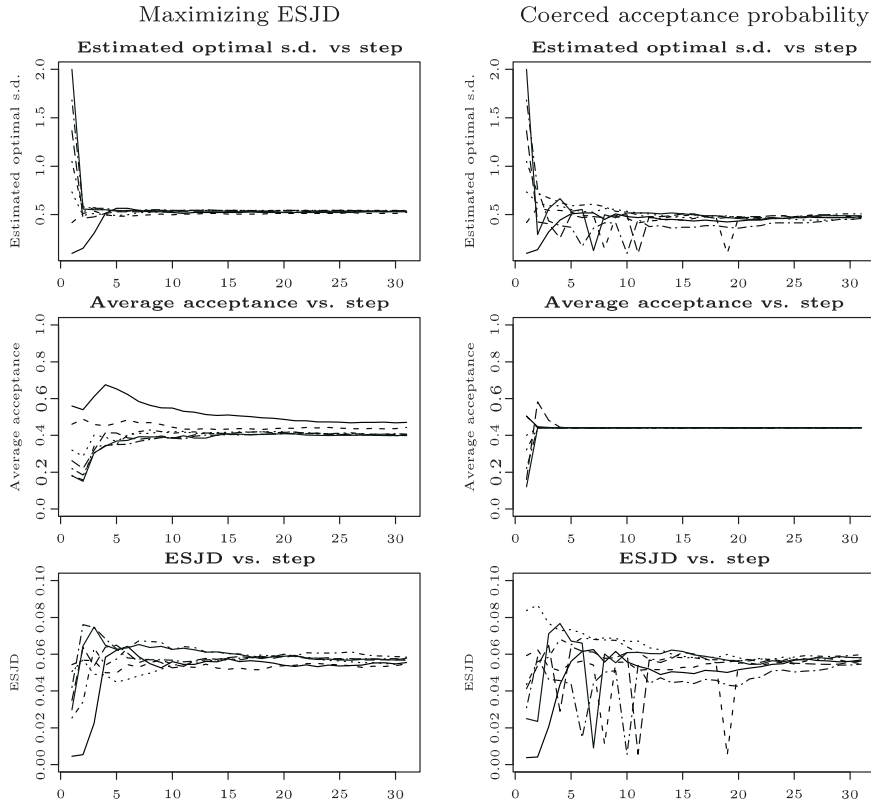 Maximizing ESJD
Estimated optimal s.d. vs step
Estimated optimal s.d.
2.0
1.5
1.0
0.5
0 5 10 15 20 25 30
Average acceptance vs. step
Average acceptance
1.0
0.8
0.6
0.4
0.2
0.0
0 5 10 15 20 25 30
ESJD vs. step
ESJD
0.10
0.08
0.06
0.04
0.02
0.00
0 5 10 15 20 25 30
Coerced acceptance probability
Estimated optimal s.d. vs step
Estimated optimal s.d.
2.0
1.5
1.0
0.5
0 5 10 15 20 25 30
Average acceptance vs. step
Average acceptance
1.0
0.8
0.6
0.4
0.2
0.0
0 5 10 15 20 25 30
ESJD vs. step
ESJD
0.10
0.08
0.06
0.04
0.02
0.00
0 5 10 15 20 25 30